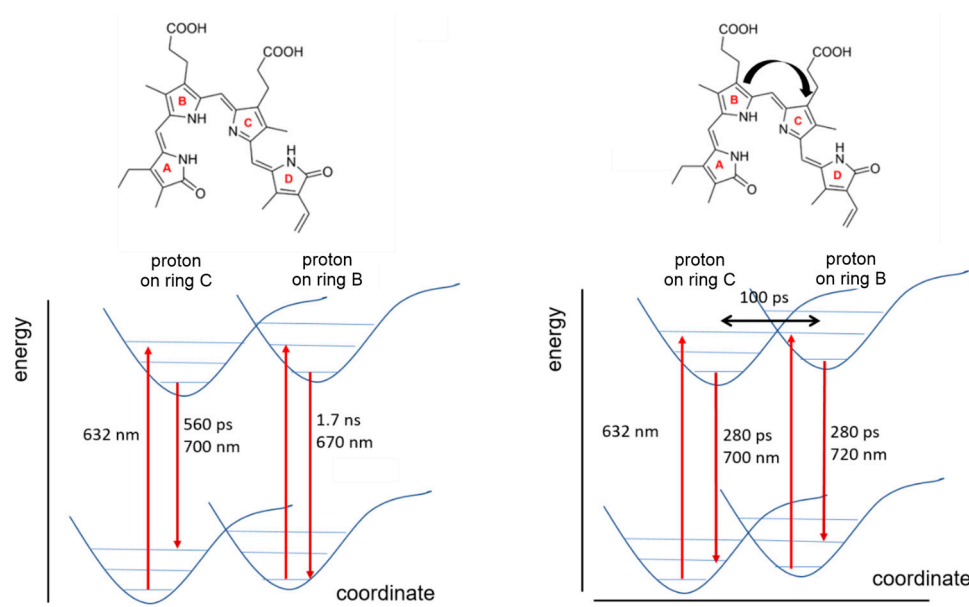 COOH
COOH
B
NH
C
N
A
NH
O
H
N
D
O
COOH
COOH
B
NH
C
N
A
NH
O
H
N
D
O
proton
on ring C
proton
on ring B
energy
632 nm
560 ps
700 nm
1.7 ns
670 nm
coordinate
proton
on ring C
proton
on ring B
100 ps
energy
632 nm
280 ps
700 nm
280 ps
720 nm
coordinate